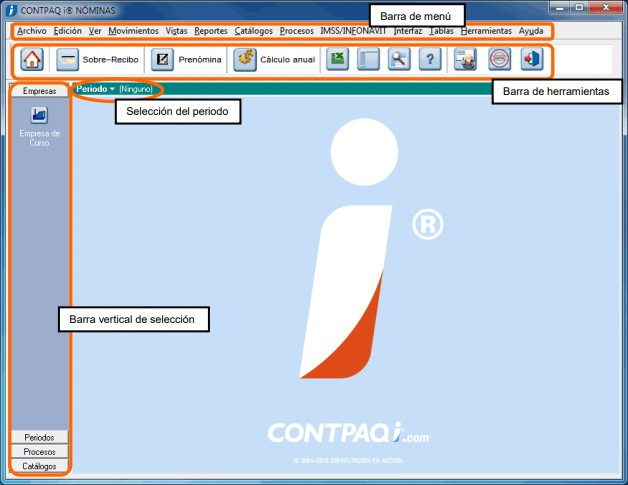 CONTPAQ i® NÓMINAS
Barra de menú
Archivo Edición Ver Movimientos Vistas Reportes Catálogos Procesos IMSS/INFONAVIT Interfaz Tablas Herramientas Ayuda
Sobre-Recibo Prenómina Cálculo anual ?
Barra de herramientas
Empresas
Periodo (Ninguno)
Selección del periodo
Empresa de
Curso
®
Barra vertical de selección
CONTPAQ i .com
© 1984-2013 COMPUTACIÓN EN ACCIÓN
Periodos
Procesos
Catálogos